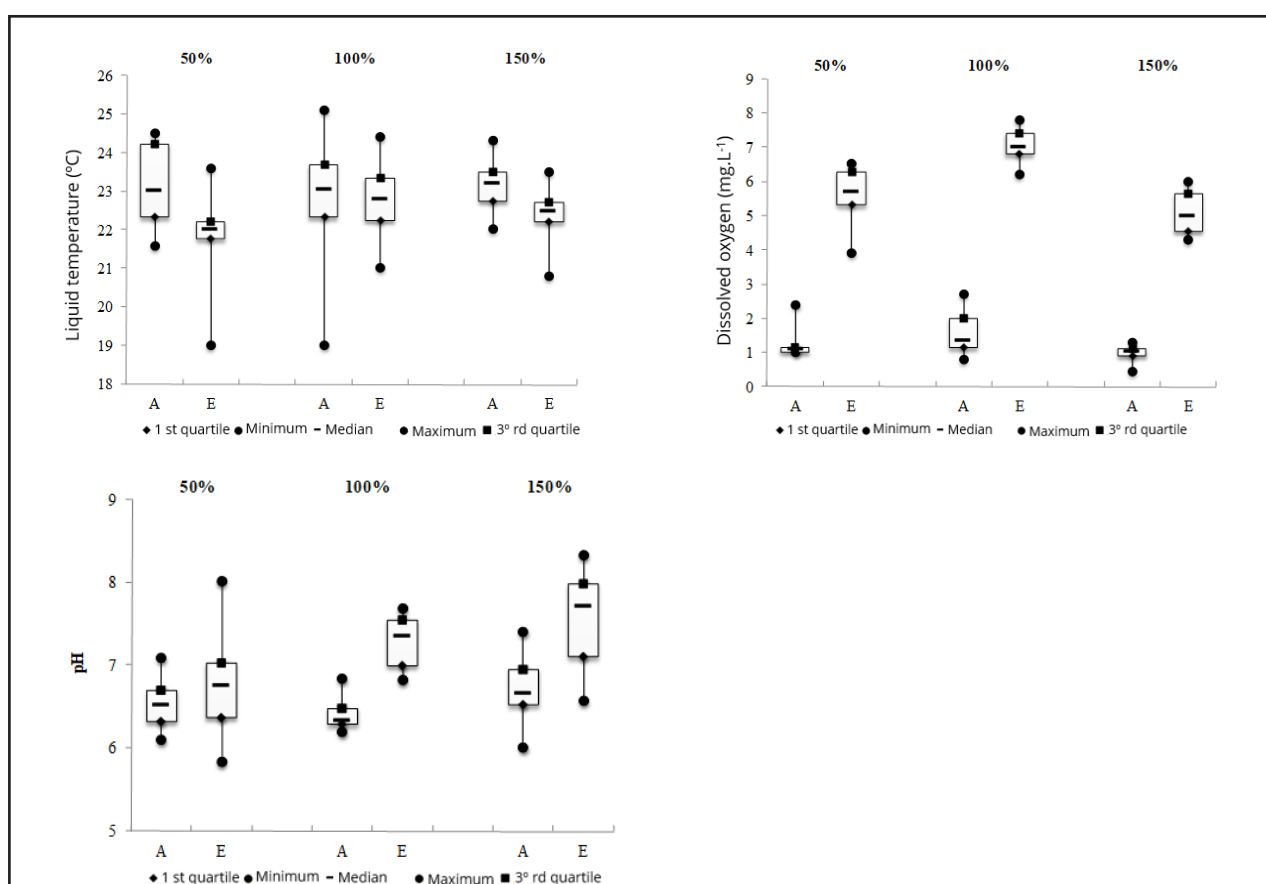 50% 100% 150%
26
25
24
23
22
21
20
19
18
Liquid temperature (ºC)
A E A E A E
1 st quartile Minimum Median Maximum 3º rd quartile
50% 100% 150%
9
8
7
6
5
4
3
2
1
0
Dissolved oxygen (mg.L-1)
A E A E A E
1 st quartile Minimum Median Maximum 3º rd quartile
50% 100% 150%
9
8
7
6
5
pH
A E A E A E
1 st quartile Minimum Median Maximum 3º rd quartile